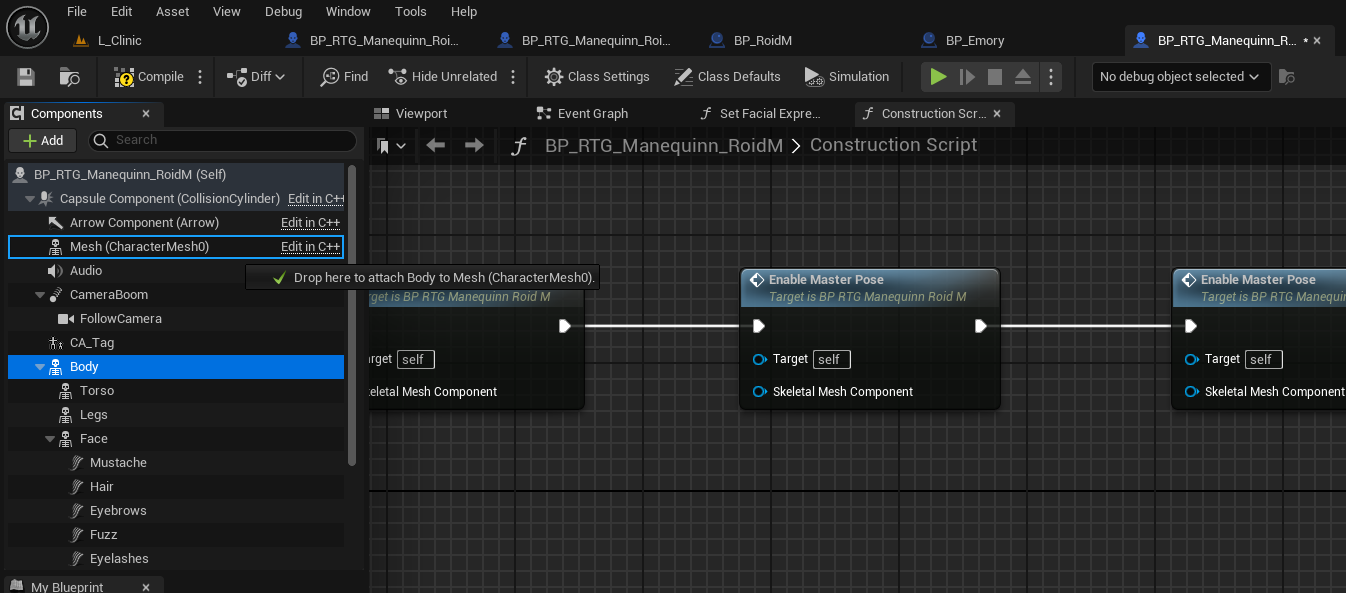 File Edit Asset View Debug Window Tools Help
L_Clinic BP_RTG_Manequinn_Roi... BP_RTG_Manequinn_Roi... BP_RoidM BP_Emory BP_RTG_Manequinn_R... •
Compile Diff Find Hide Unrelated Class Settings Class Defaults Simulation No debug object selected
Components
Viewport Event Graph Set Facial Expre... Construction Scr...
Add Search
BP_RTG_Manequinn_RoidM > Construction Script
BP_RTG_Manequinn_RoidM (Self)
Capsule Component (CollisionCylinder) Edit in C++
Arrow Component (Arrow) Edit in C++
Mesh (CharacterMesh0) Edit in C++
Audio
Drop here to attach Body to Mesh (CharacterMesh0).
CameraBoom
FollowCamera
CA_Tag
Body
Torso
Legs
Face
Mustache
Hair
Eyebrows
Fuzz
Eyelashes
My Blueprint
arget is BP RTG Manequinn Roid M
arget self
keletal Mesh Component
Enable Master Pose
Target is BP RTG Manequinn Roid M
Target self
Skeletal Mesh Component
Enable Master Pose
Target is BP RTG Manequinn
Target self
Skeletal Mesh Component